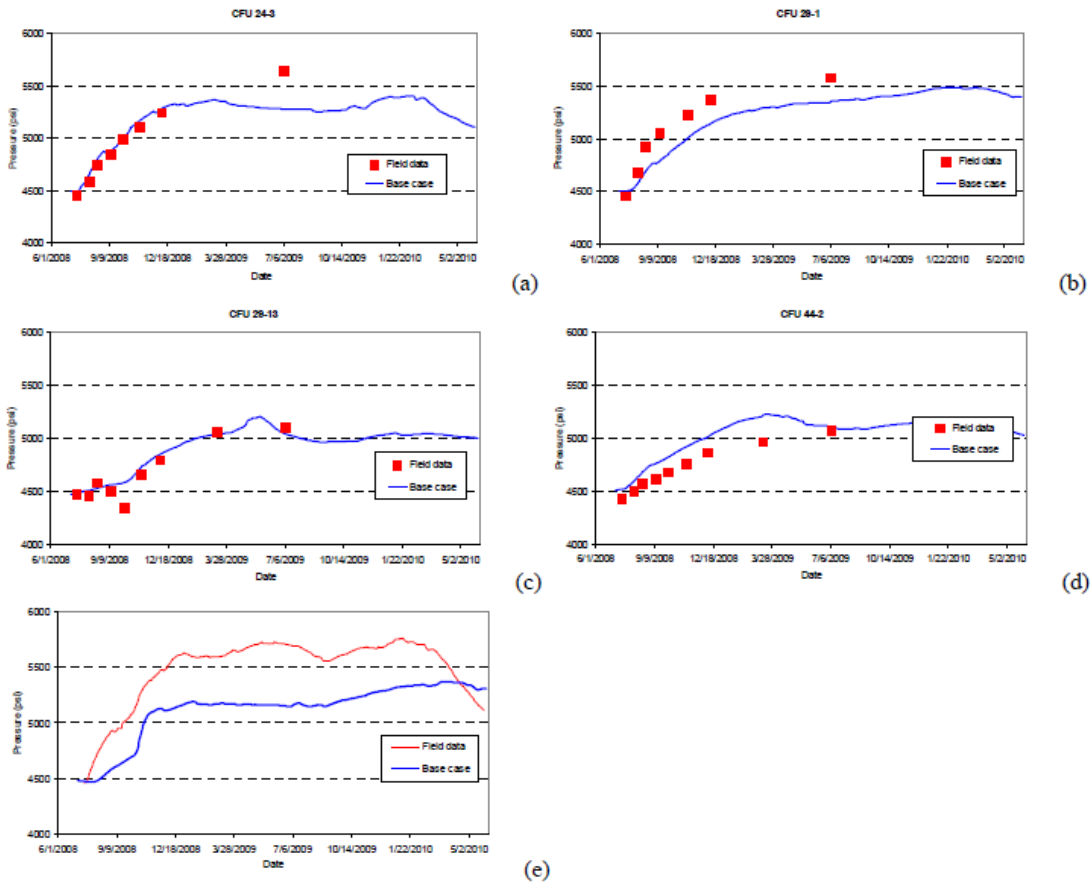 CFU 24-3
6000
5500
5000
4500
4000
Pressure (psi)
Field data
Base case
6/1/2008 9/9/2008 12/18/2008 3/28/2009 7/6/2009 10/14/2009 1/22/2010 5/2/2010
Date
(a)
CFU 29-1
6000
5500
5000
4500
4000
Pressure (psi)
Field data
Base case
6/1/2008 9/9/2008 12/18/2008 3/28/2009 7/6/2009 10/14/2009 1/22/2010 5/2/2010
Date
(b)
CFU 29-13
6000
5500
5000
4500
4000
Pressure (psi)
Field data
Base case
6/1/2008 9/9/2008 12/18/2008 3/28/2009 7/6/2009 10/14/2009 1/22/2010 5/2/2010
Date
(c)
CFU 44-2
6000
5500
5000
4500
4000
Pressure (psi)
Field data
Base case
6/1/2008 9/9/2008 12/18/2008 3/28/2009 7/6/2009 10/14/2009 1/22/2010 5/2/2010
Date
(d)
6000
5500
5000
4500
4000
Pressure (psi)
Field data
Base case
6/1/2008 9/9/2008 12/18/2008 3/28/2009 7/6/2009 10/14/2009 1/22/2010 5/2/2010
Date
(e)